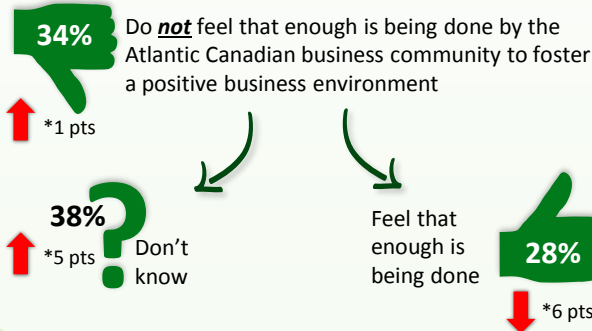 34%
Do not feel that enough is being done by the
Atlantic Canadian business community to foster
a positive business environment
*1 pts
38%
?
*5 pts
Don't
know
Feel that
enough is
being done
28%
*6 pts